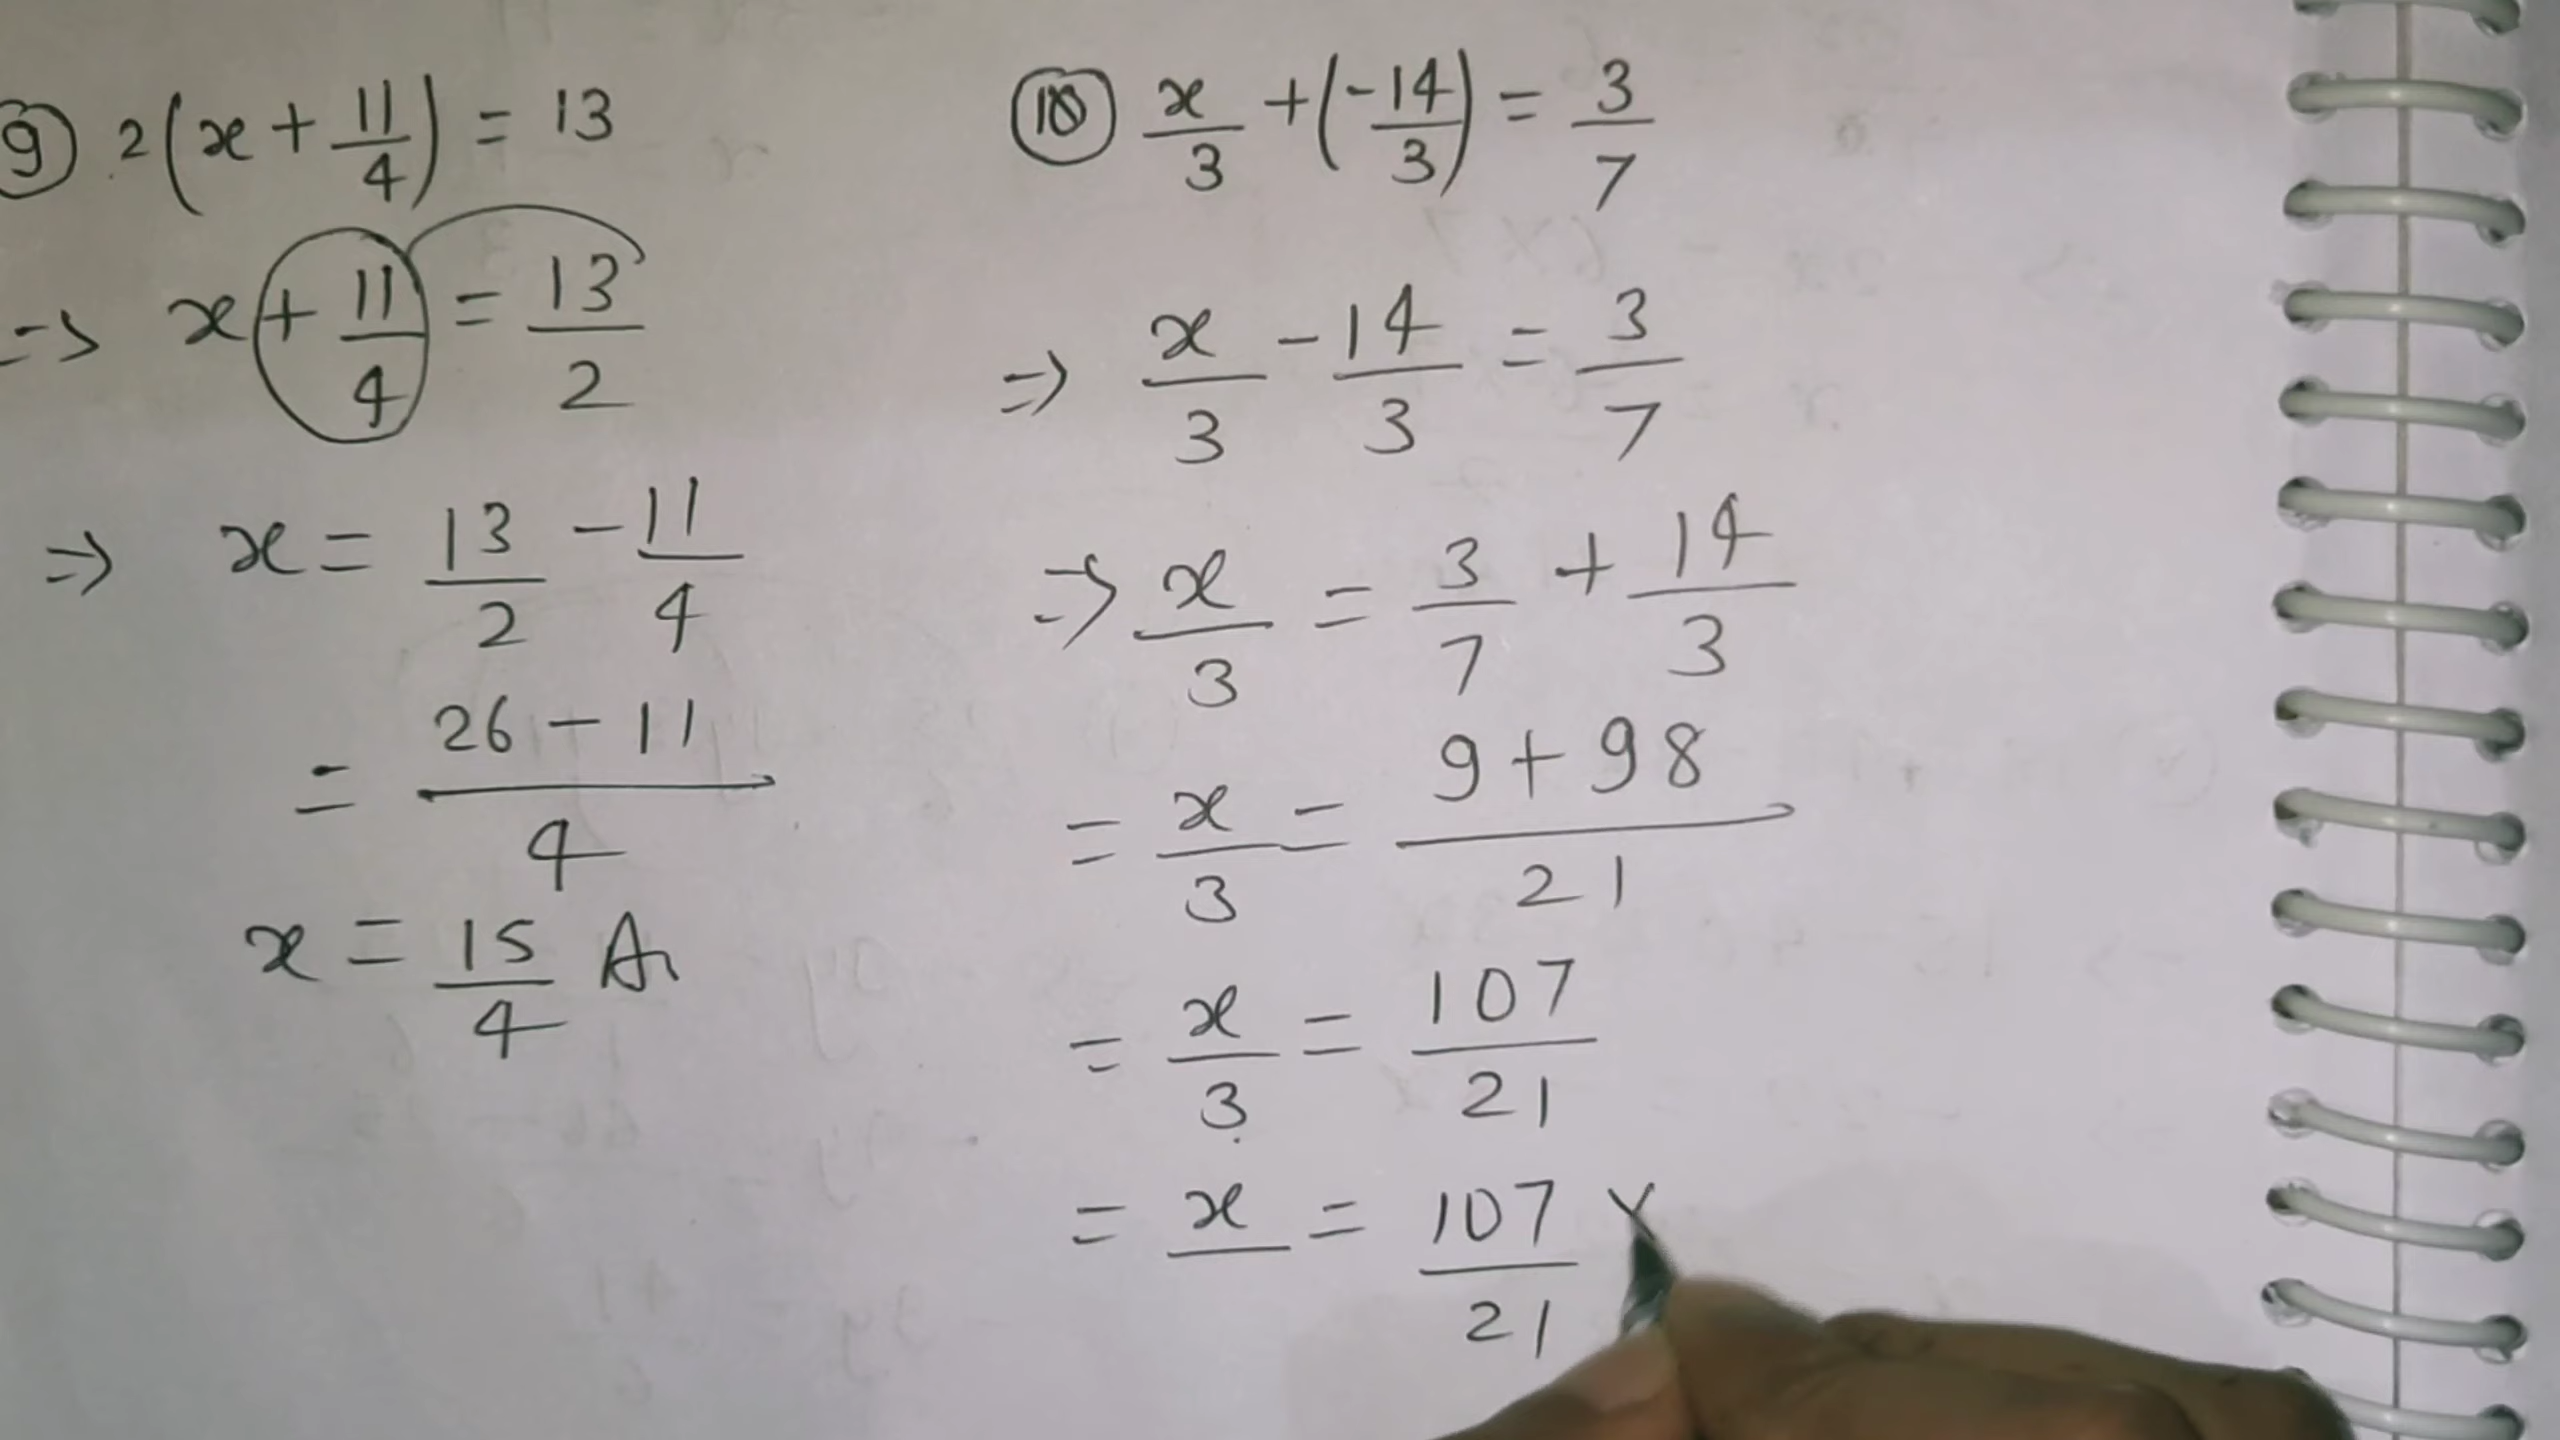 9) 2(x + 11/4) = 13
=> x + 11/4 = 13/2
=> x = 13/2 - 11/4
= (26 - 11)/4
x = 15/4 A
10) x/3 + (-14/3) = 3/7
=> x/3 - 14/3 = 3/7
=> x/3 = 3/7 + 14/3
= x/3 = (9 + 98)/21
= x/3 = 107/21
= x = 107/21 ×